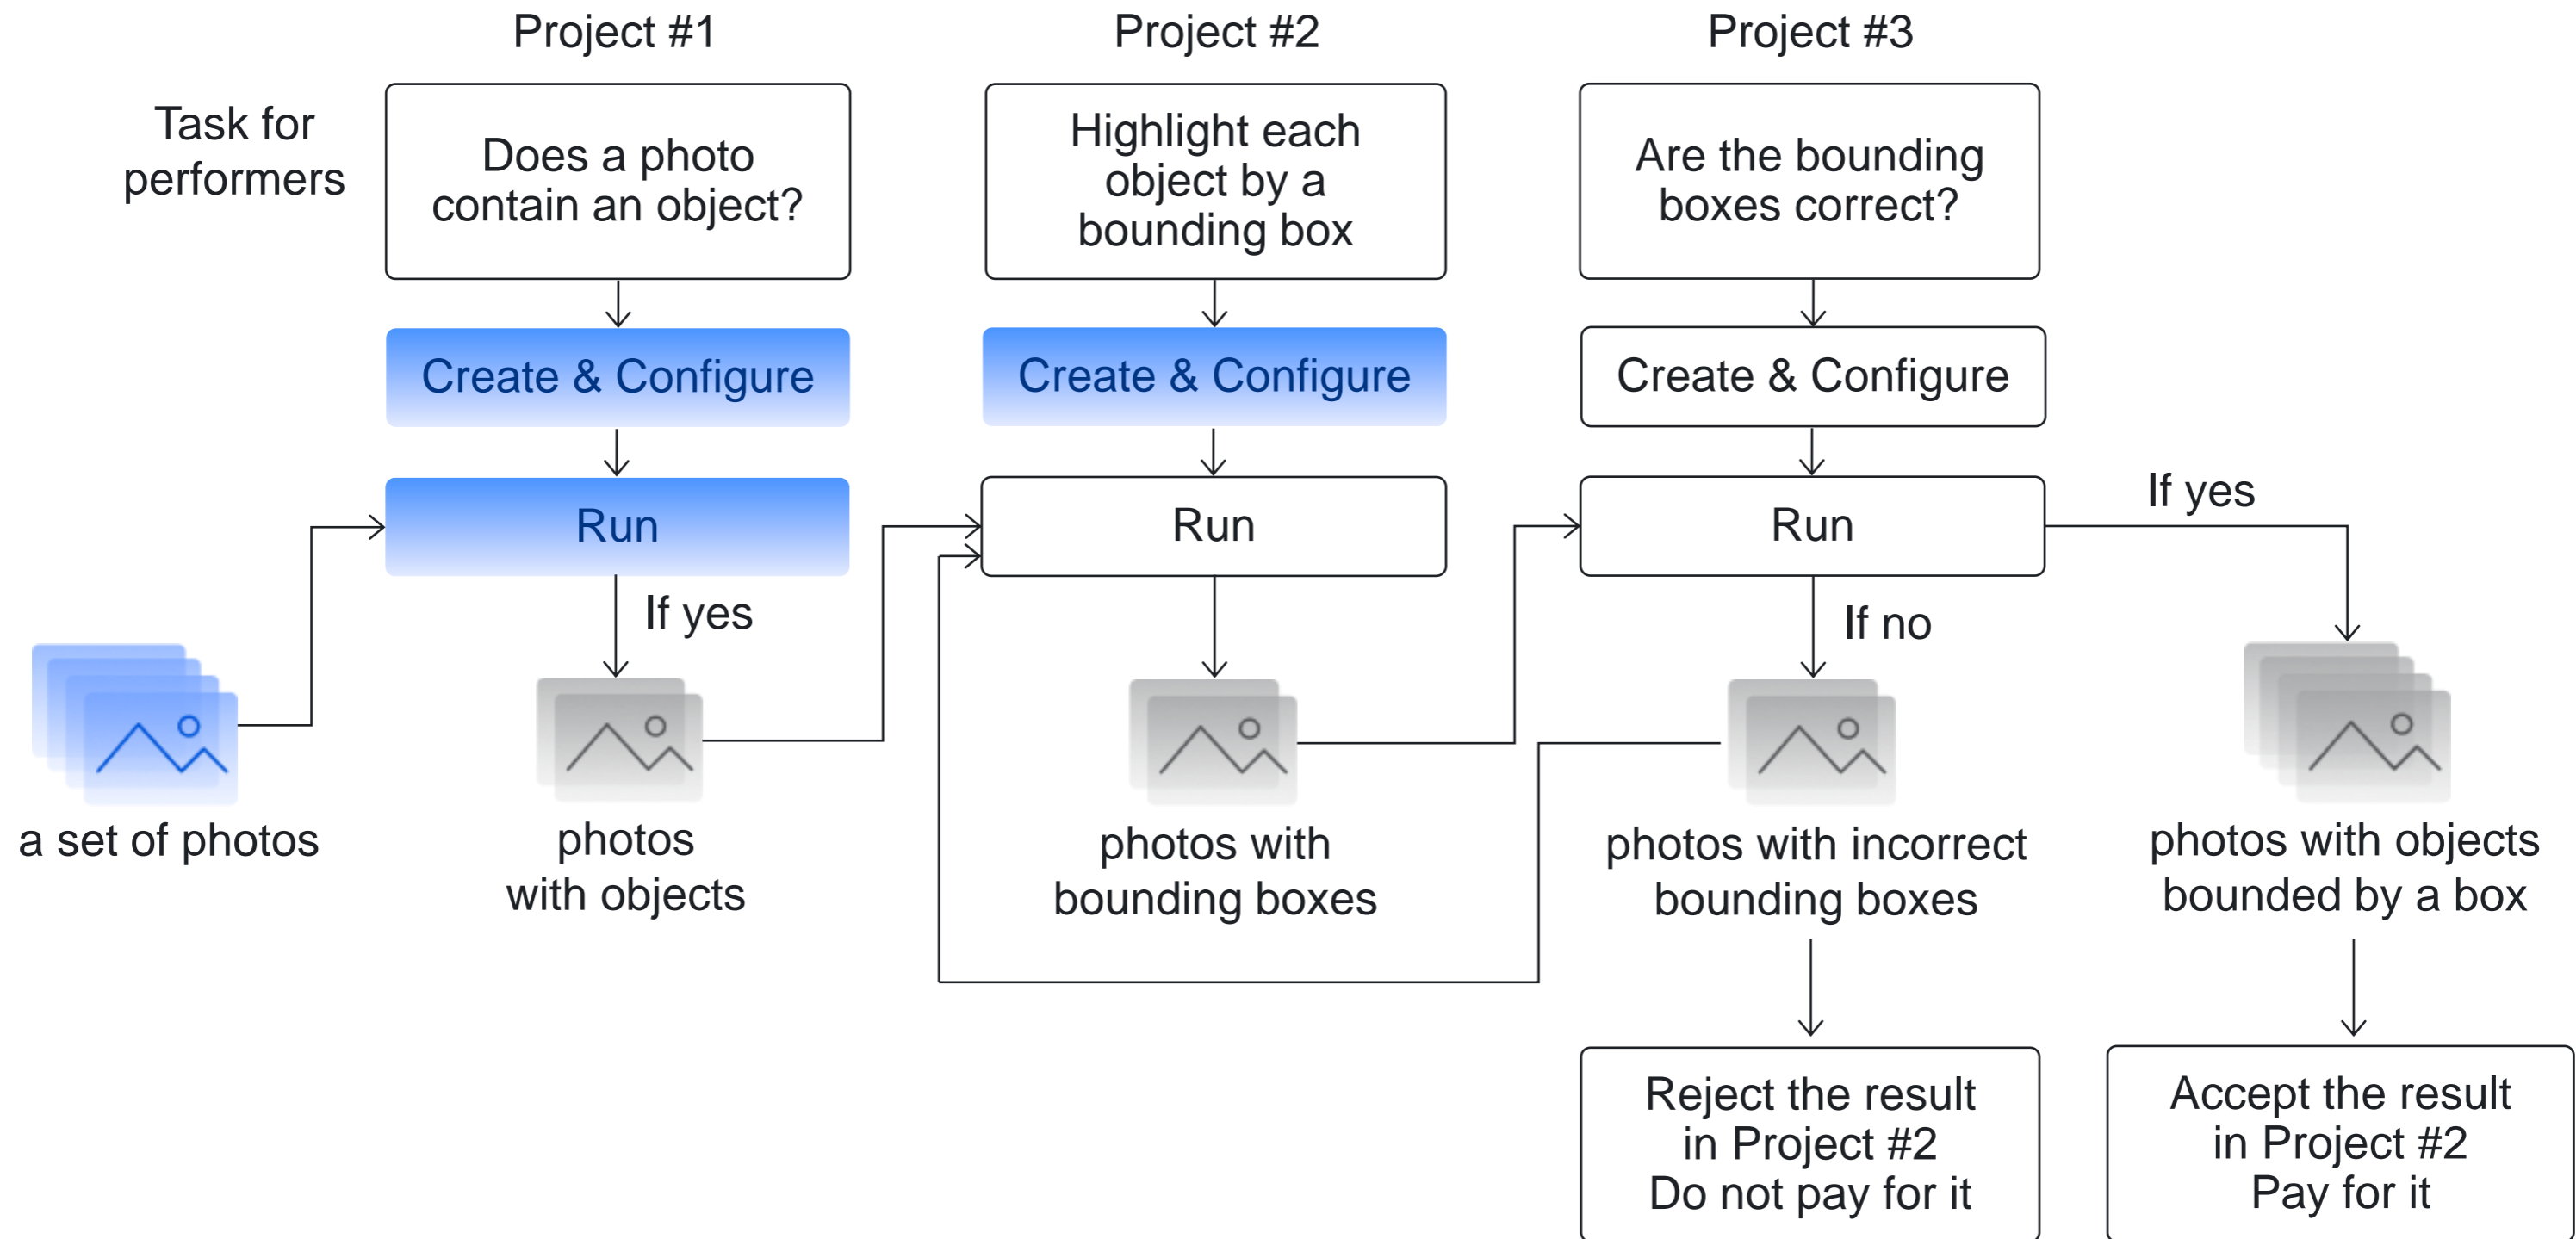 Project #1
Project #2
Project #3
Task for
performers
Does a photo
contain an object?
Highlight each
object by a
bounding box
Are the bounding
boxes correct?
Create & Configure
Create & Configure
Create & Configure
Run
Run
Run
If yes
If yes
If no
a set of photos
photos
with objects
photos with
bounding boxes
photos with incorrect
bounding boxes
photos with objects
bounded by a box
Reject the result
in Project #2
Do not pay for it
Accept the result
in Project #2
Pay for it